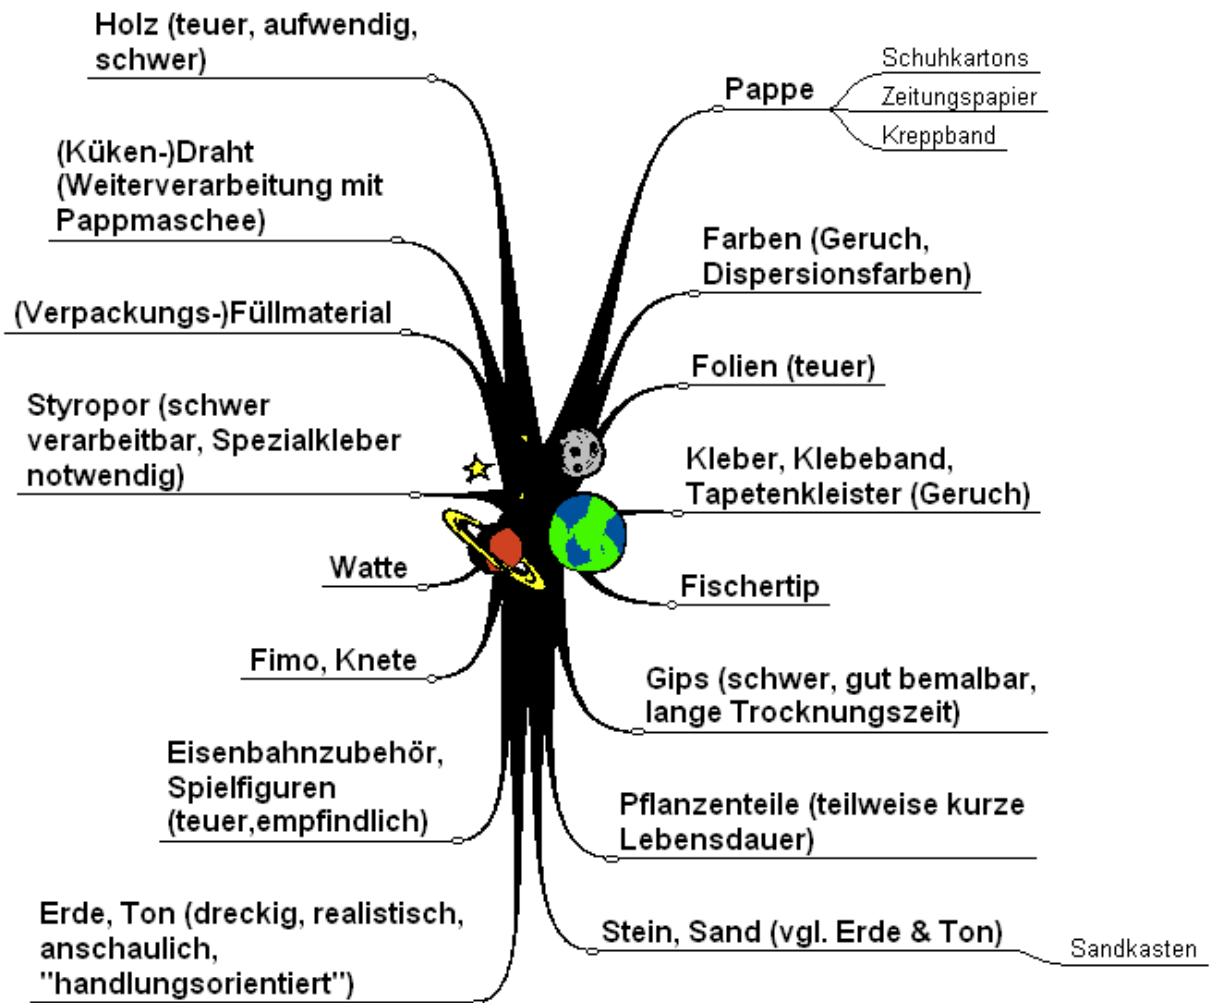 Holz (teuer, aufwendig,
schwer)
(Küken-)Draht
(Weiterverarbeitung mit
Pappmaschee)
(Verpackungs-)Füllmaterial
Styropor (schwer
verarbeitbar, Spezialkleber
notwendig)
Watte
Fimo, Knete
Eisenbahnzubehör,
Spielfiguren
(teuer,empfindlich)
Erde, Ton (dreckig, realistisch,
anschaulich,
"handlungsorientiert")
Pappe
Schuhkartons
Zeitungspapier
Kreppband
Farben (Geruch,
Dispersionsfarben)
Folien (teuer)
Kleber, Klebeband,
Tapetenkleister (Geruch)
Fischertip
Gips (schwer, gut bemalbar,
lange Trocknungszeit)
Pflanzenteile (teilweise kurze
Lebensdauer)
Stein, Sand (vgl. Erde & Ton)
Sandkasten